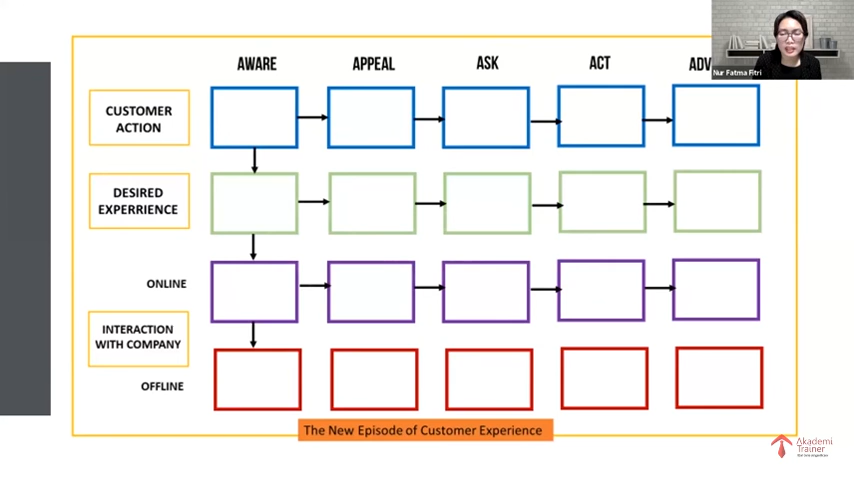 AWARE
APPEAL
ASK
ACT
ADV
Nur Fatma Fitri
CUSTOMER
ACTION
DESIRED
EXPERRIENCE
ONLINE
INTERACTION
WITH COMPANY
OFFLINE
The New Episode of Customer Experience
Akademi
Trainer